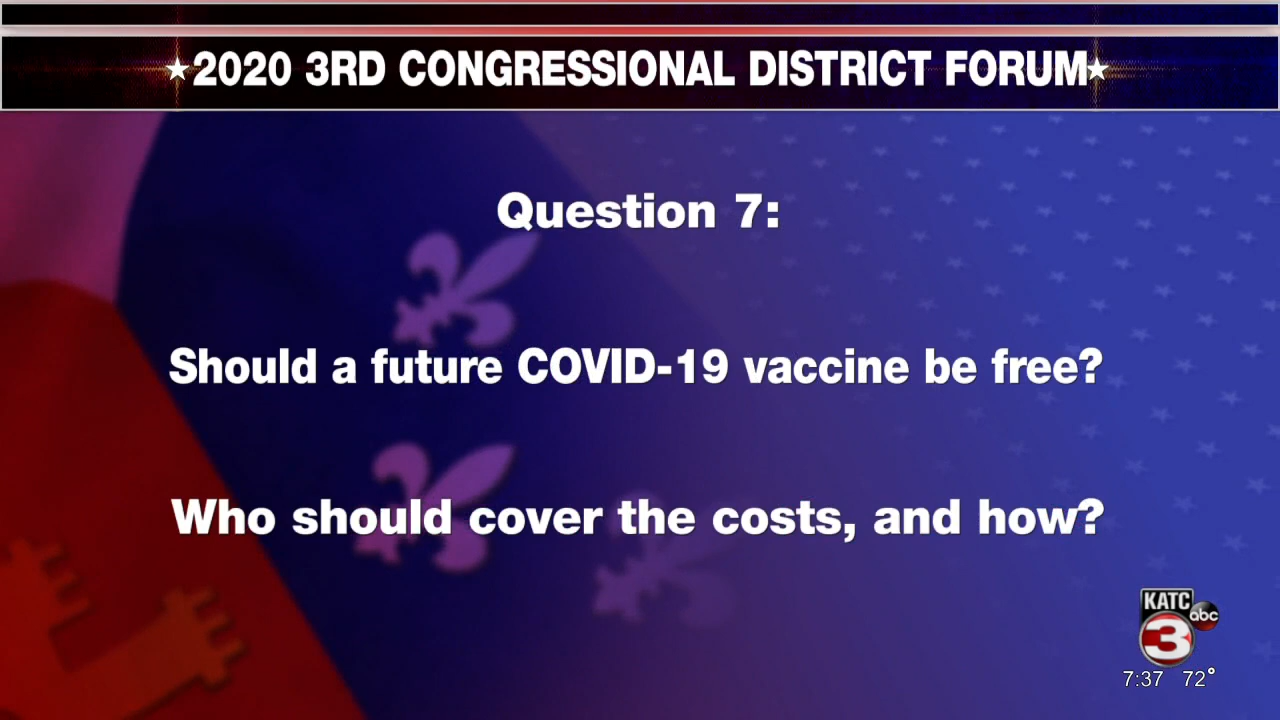 ★2020 3RD CONGRESSIONAL DISTRICT FORUM★
Question 7:
Should a future COVID-19 vaccine be free?
Who should cover the costs, and how?
KATC
abc
3
7:37 72°